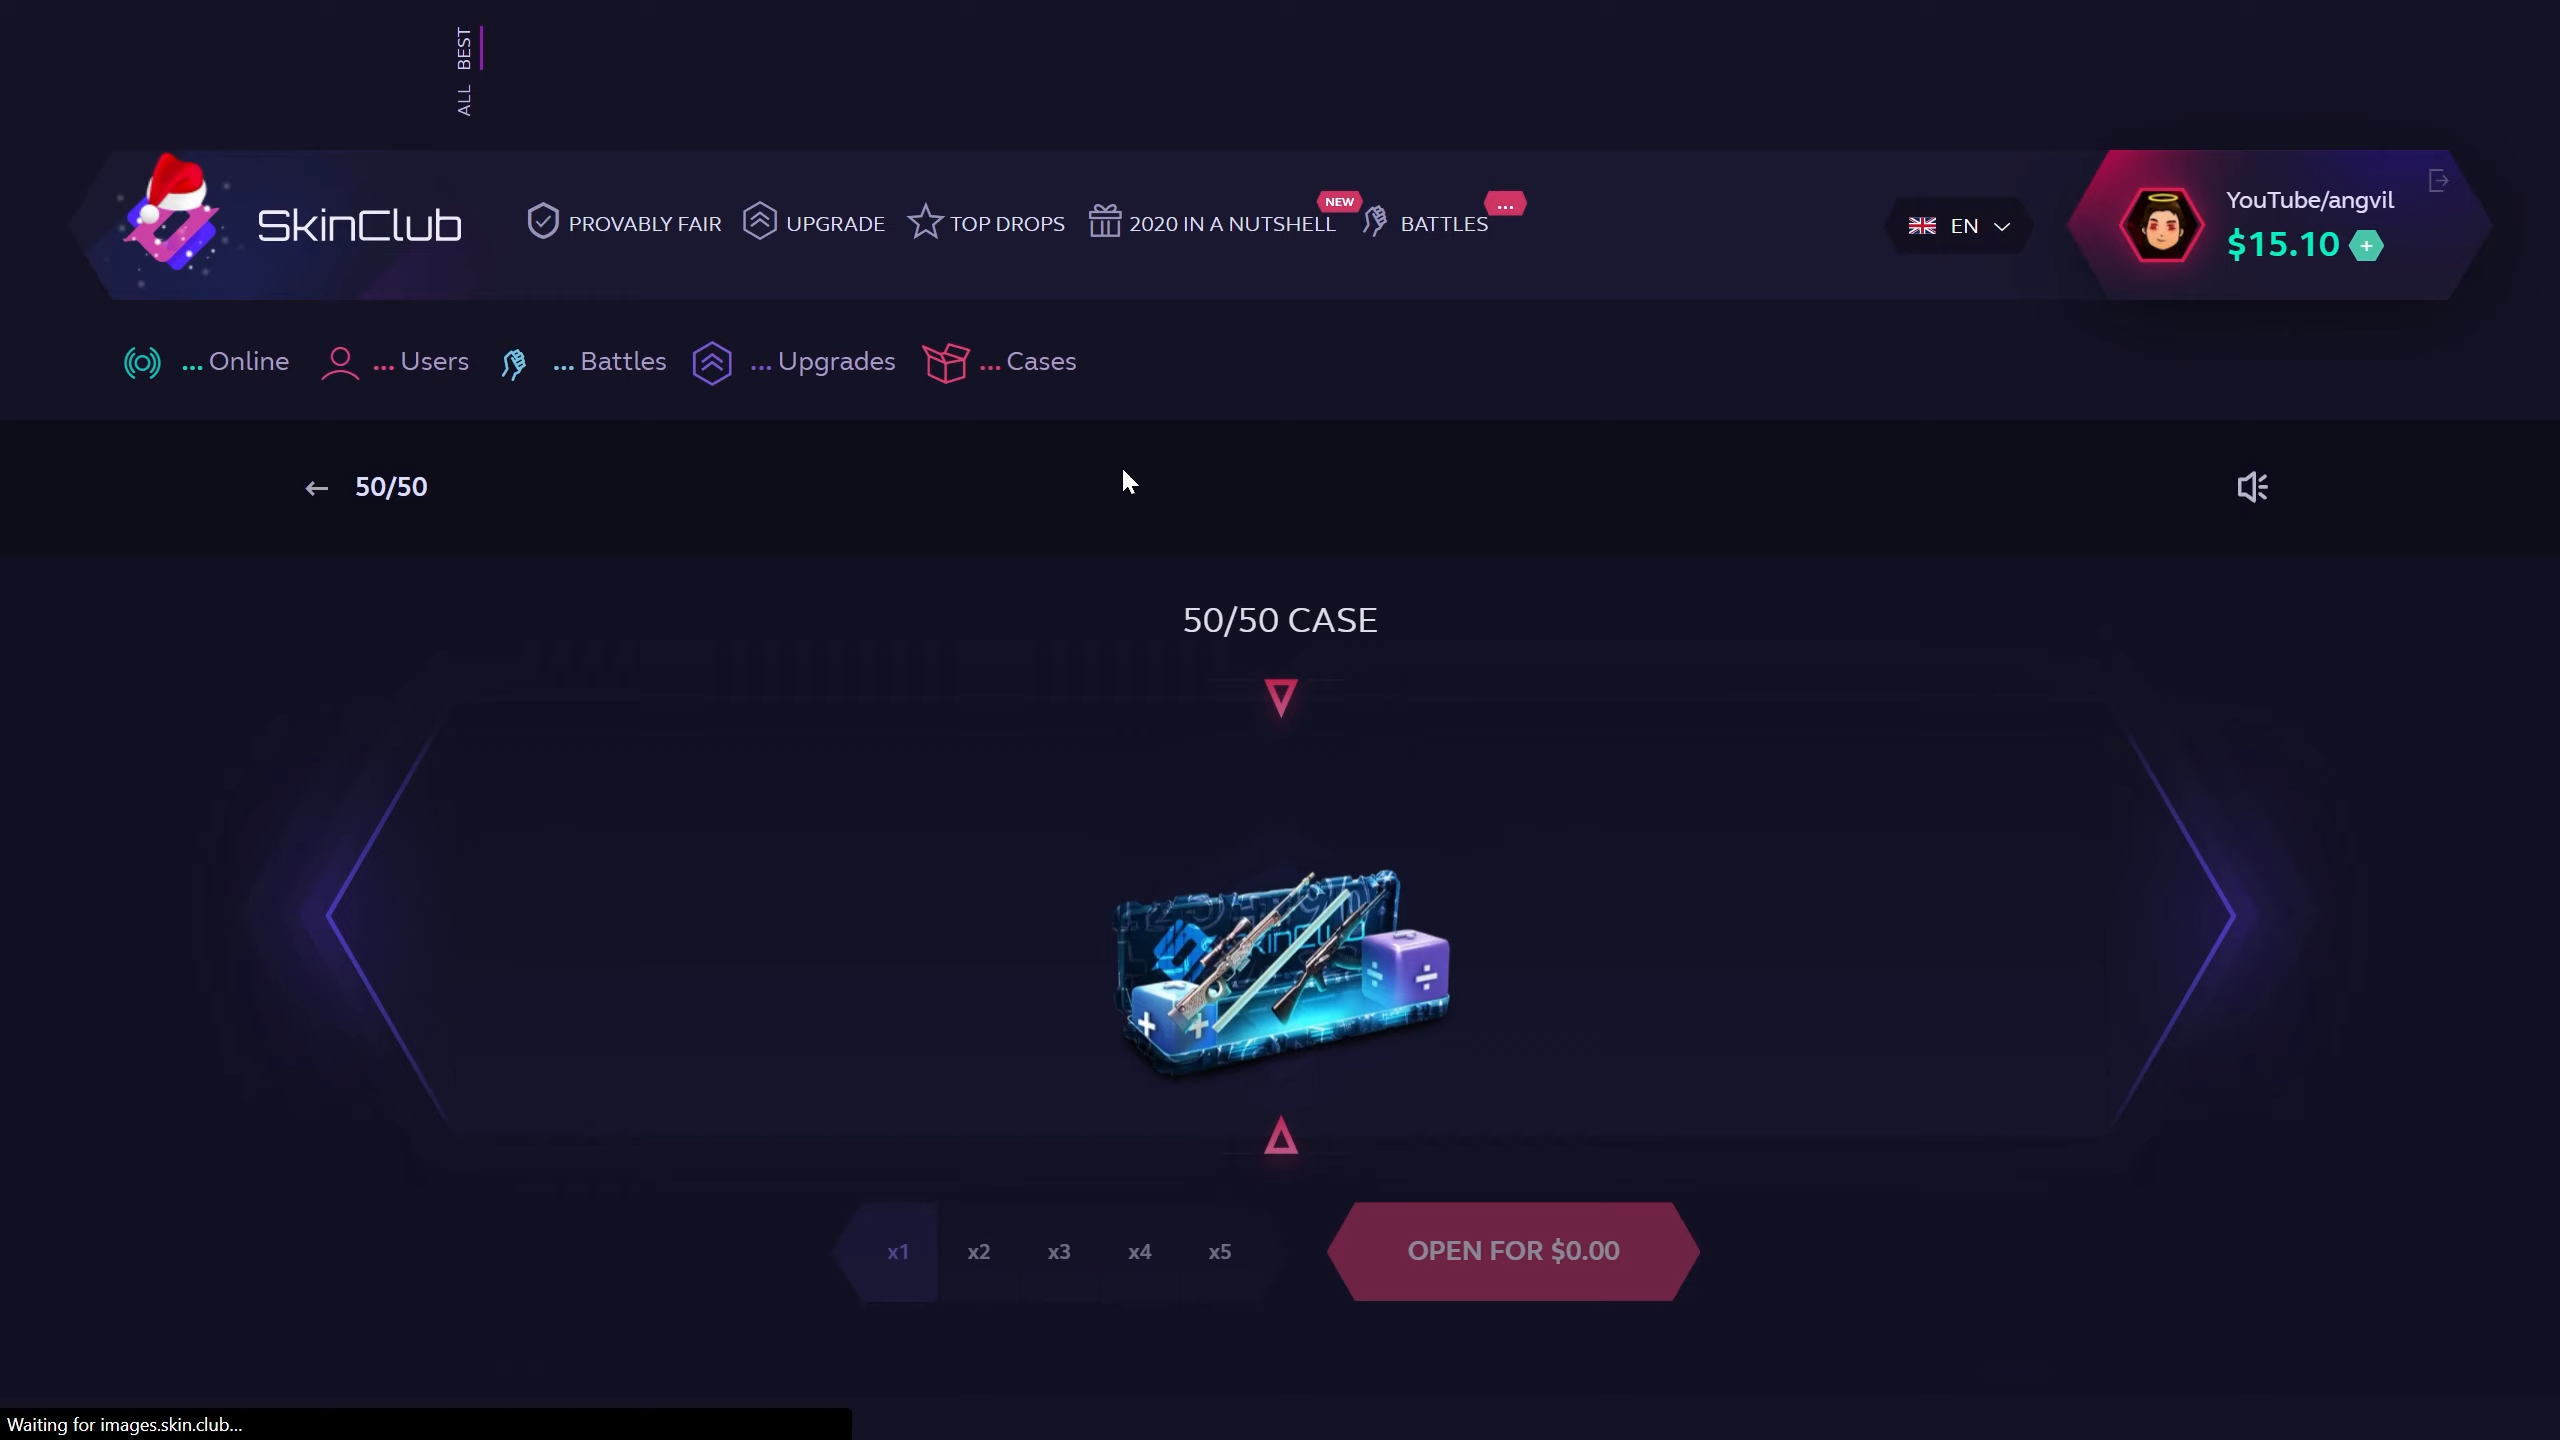 BEST
ALL
SkinClub
PROVABLY FAIR
UPGRADE
TOP DROPS
2020 IN A NUTSHELL
NEW
BATTLES
...
EN
YouTube/angvil
$15.10
+
... Online
... Users
... Battles
... Upgrades
... Cases
← 50/50
50/50 CASE
x1
x2
x3
x4
x5
OPEN FOR $0.00
Waiting for images.skin.club...